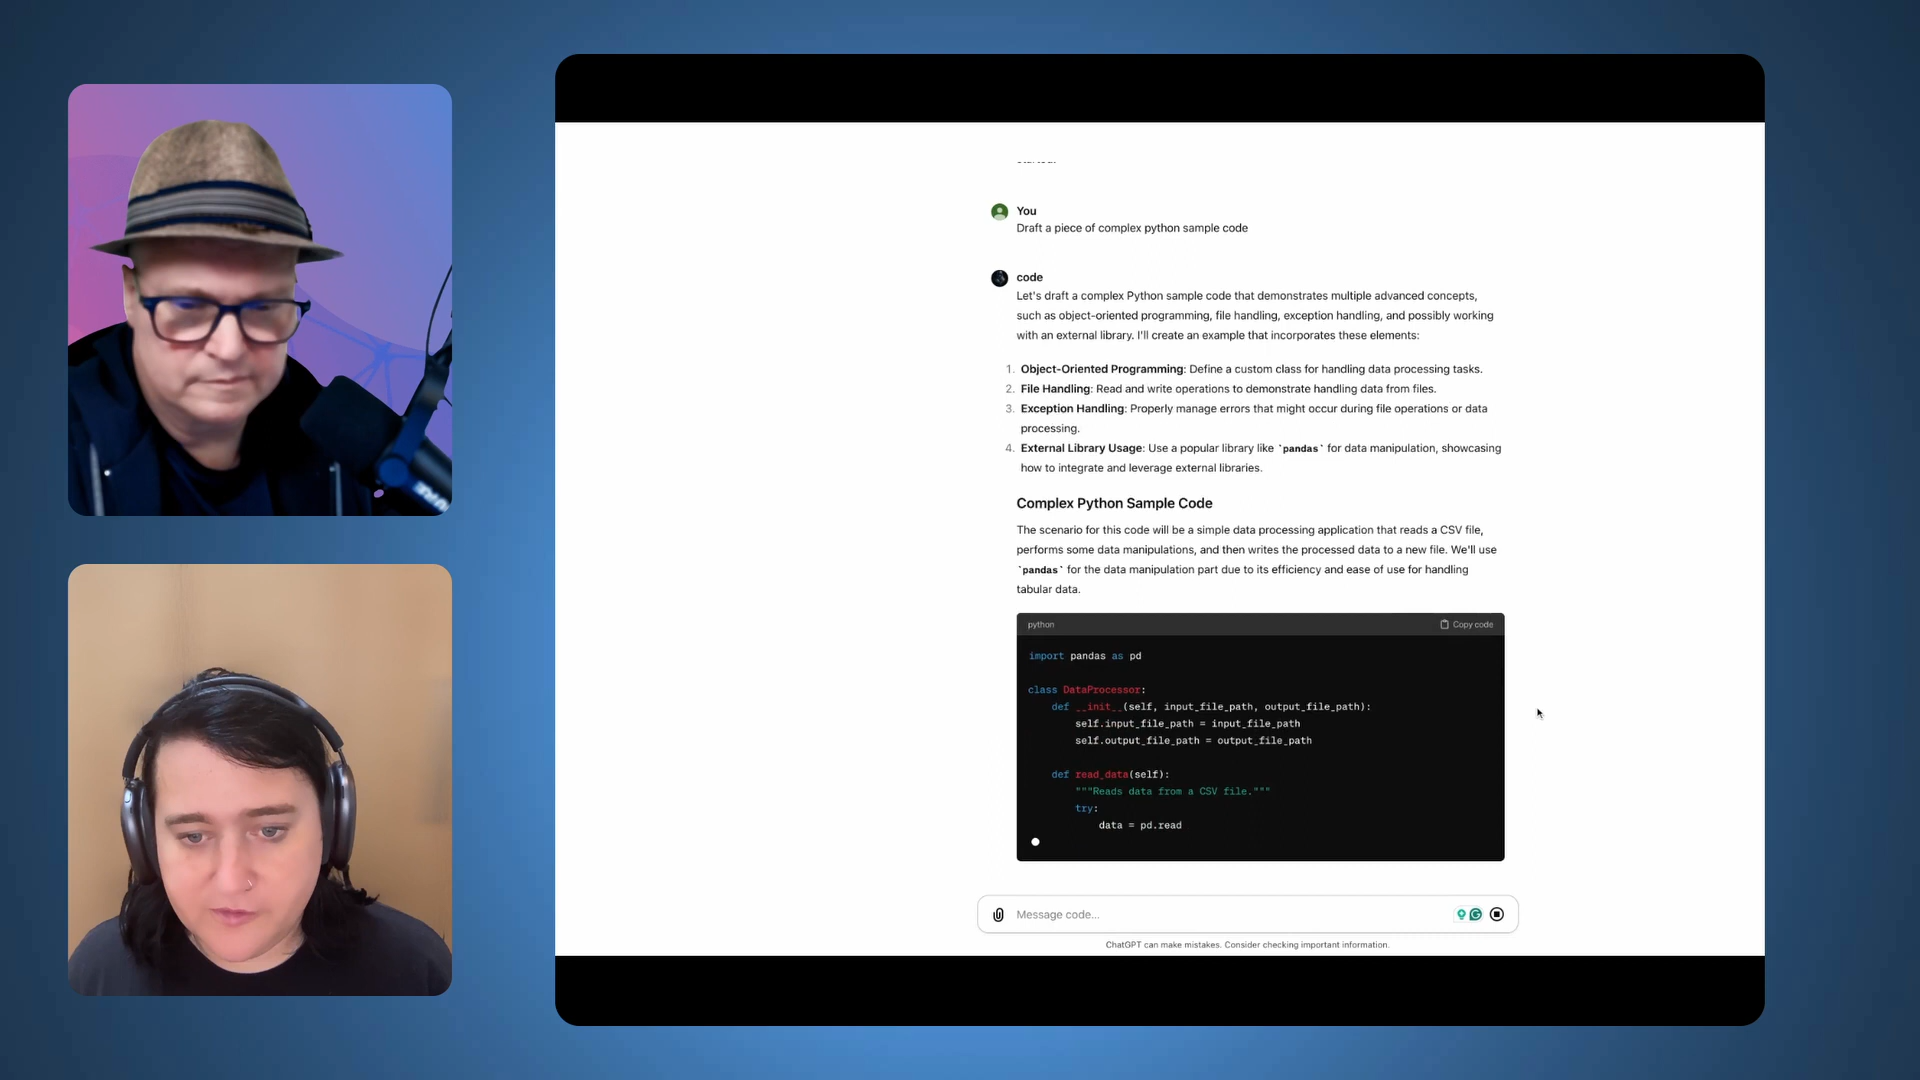 You
Draft a piece of complex python sample code
code
Let's draft a complex Python sample code that demonstrates multiple advanced concepts,
such as object-oriented programming, file handling, exception handling, and possibly working
with an external library. I'll create an example that incorporates these elements:
1. Object-Oriented Programming: Define a custom class for handling data processing tasks.
2. File Handling: Read and write operations to demonstrate handling data from files.
3. Exception Handling: Properly manage errors that might occur during file operations or data
processing.
4. External Library Usage: Use a popular library like `pandas` for data manipulation, showcasing
how to integrate and leverage external libraries.
Complex Python Sample Code
The scenario for this code will be a simple data processing application that reads a CSV file,
performs some data manipulations, and then writes the processed data to a new file. We'll use
`pandas` for the data manipulation part due to its efficiency and ease of use for handling
tabular data.
python Copy code
import pandas as pd
class DataProcessor:
def __init__(self, input_file_path, output_file_path):
self.input_file_path = input_file_path
self.output_file_path = output_file_path
def read_data(self):
"""Reads data from a CSV file."""
try:
data = pd.read
Message code...
ChatGPT can make mistakes. Consider checking important information.